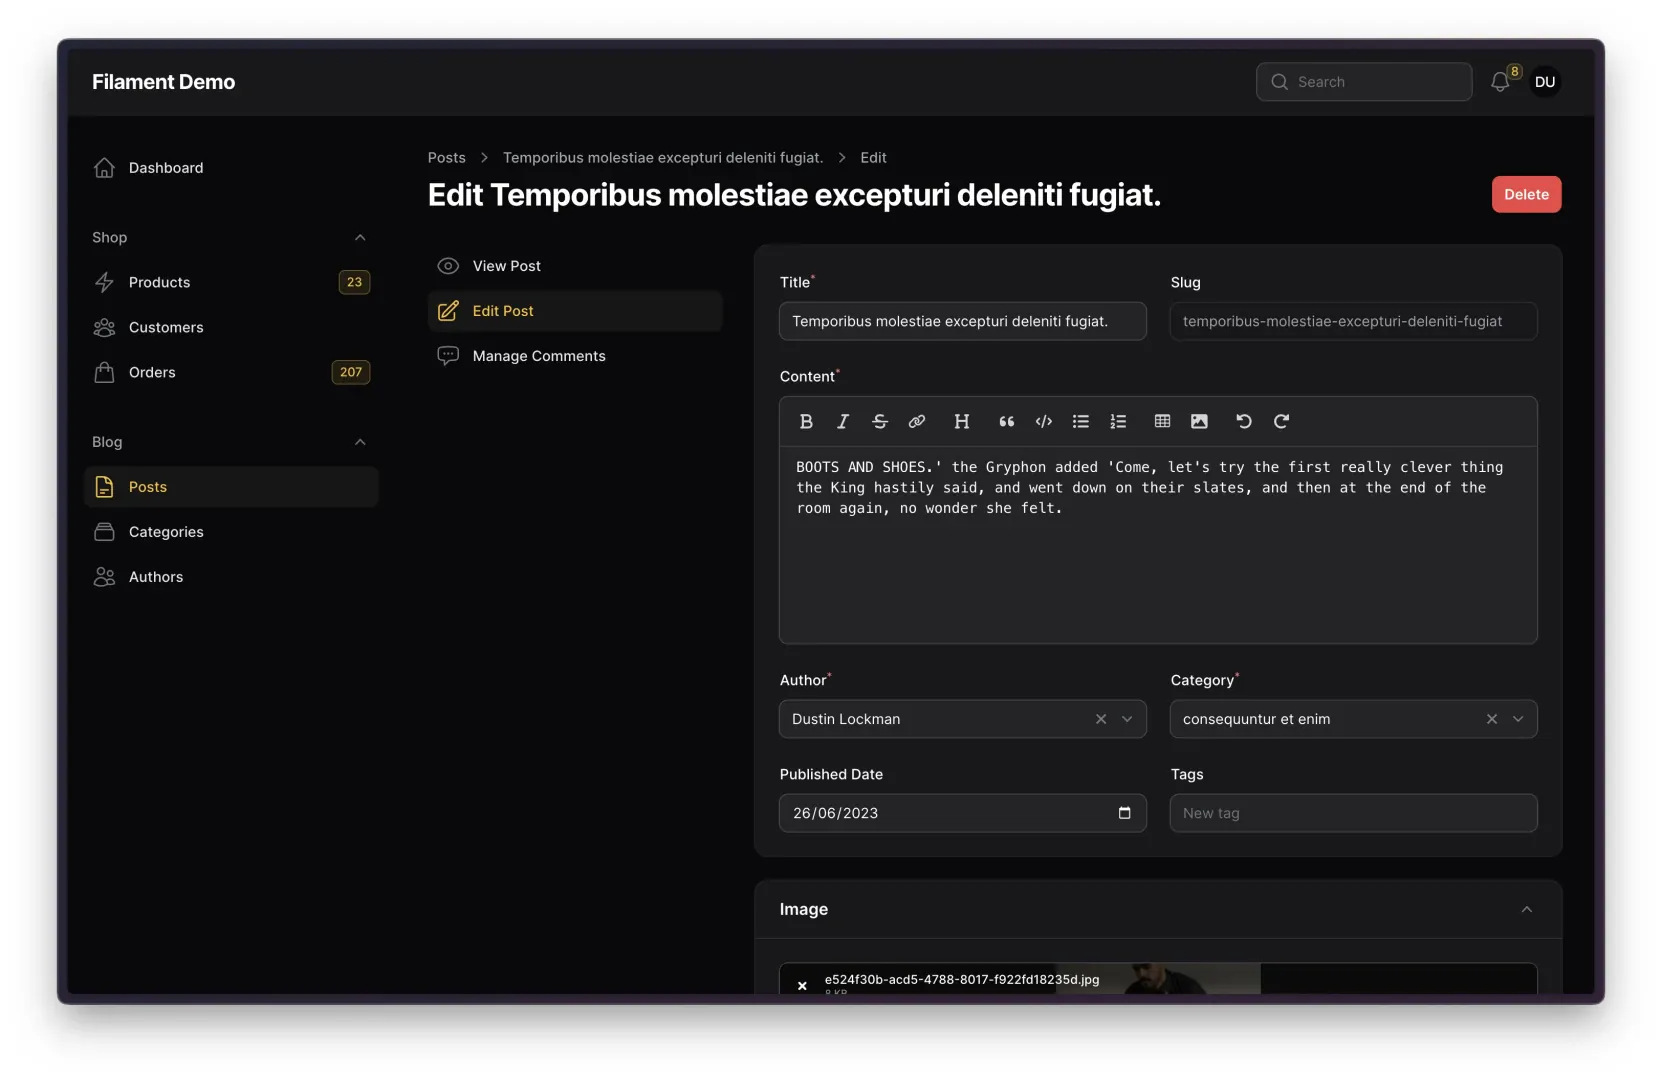 Filament Demo
Search
8
DU
Dashboard
Shop
Products
23
Customers
Orders
207
Blog
Posts
Categories
Authors
Posts > Temporibus molestiae excepturi deleniti fugiat. > Edit
Edit Temporibus molestiae excepturi deleniti fugiat.
Delete
View Post
Edit Post
Manage Comments
Title*
Temporibus molestiae excepturi deleniti fugiat.
Slug
temporibus-molestiae-excepturi-deleniti-fugiat
Content*
BOOTS AND SHOES.' the Gryphon added 'Come, let's try the first really clever thing
the King hastily said, and went down on their slates, and then at the end of the
room again, no wonder she felt.
Author*
Dustin Lockman
Category*
consequuntur et enim
Published Date
26/06/2023
Tags
New tag
Image
e524f30b-acd5-4788-8017-f922fd18235d.jpg
8 KB